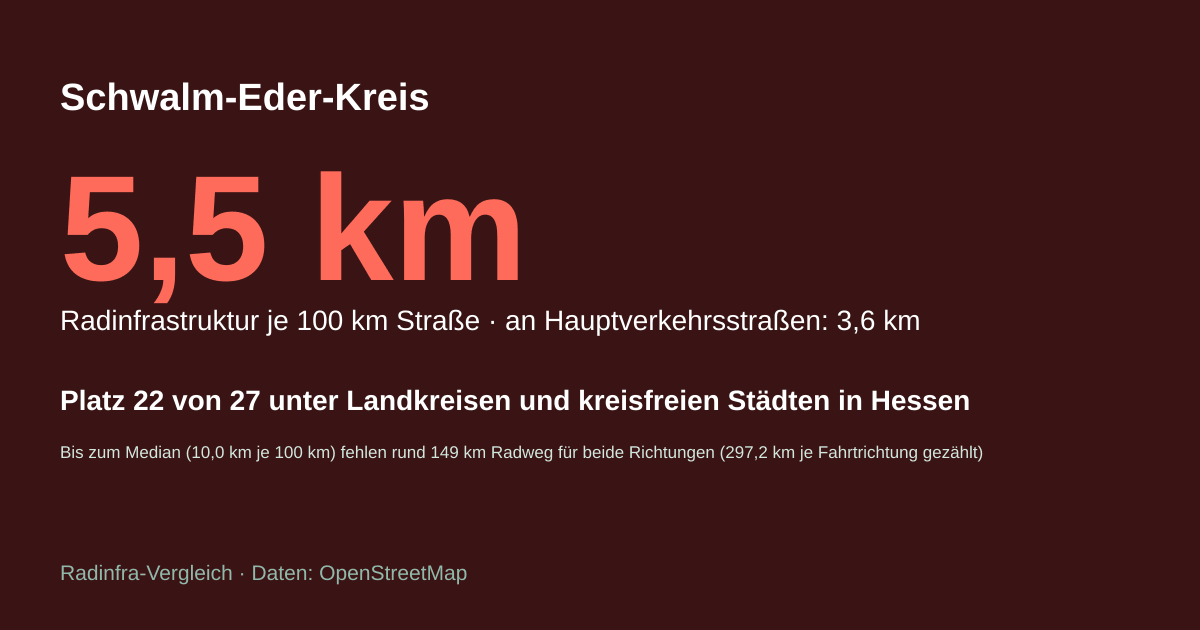 Schwalm-Eder-Kreis
5,5 km
Radinfrastruktur je 100 km Straße · an Hauptverkehrsstraßen: 3,6 km
Platz 22 von 27 unter Landkreisen und kreisfreien Städten in Hessen
Bis zum Median (10,0 km je 100 km) fehlen rund 149 km Radweg für beide Richtungen (297,2 km je Fahrtrichtung gezählt)
Radinfra-Vergleich · Daten: OpenStreetMap